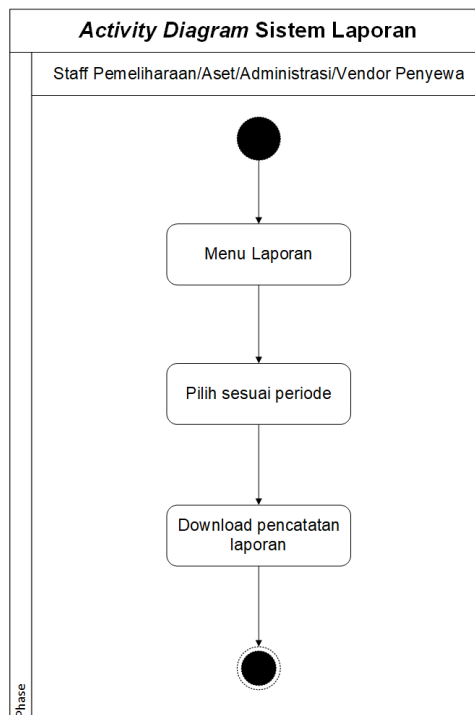 Activity Diagram Sistem Laporan
Staff Pemeliharaan/Aset/Administrasi/Vendor Penyewa
Menu Laporan
Pilih sesuai periode
Download pencatatan
laporan
Phase